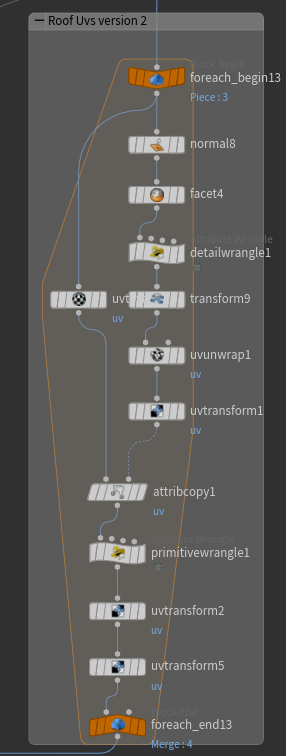 Roof Uvs version 2
Block Begin
foreach_begin13
Piece : 3
normal8
facet4
Attribute Wrangle
detailwrangle1
uvt
transform9
uv
uvunwrap1
uv
uvtransform1
uv
attribcopy1
uv
Attribute Wrangle
primitivewrangle1
uvtransform2
uv
uvtransform5
uv
Block End
foreach_end13
Merge : 4